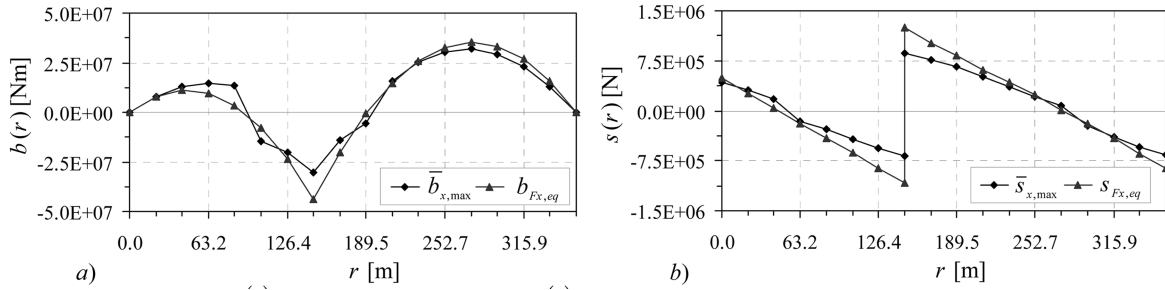 5.0E+07
2.5E+07
0.0E+00
-2.5E+07
-5.0E+07
b(r) [Nm]
0.0 63.2 126.4 189.5 252.7 315.9
r [m]
b̄x,max bFx,eq
a)
1.5E+06
7.5E+05
0.0E+00
-7.5E+05
-1.5E+06
s(r) [N]
0.0 63.2 126.4 189.5 252.7 315.9
r [m]
s̄x,max sFx,eq
b)